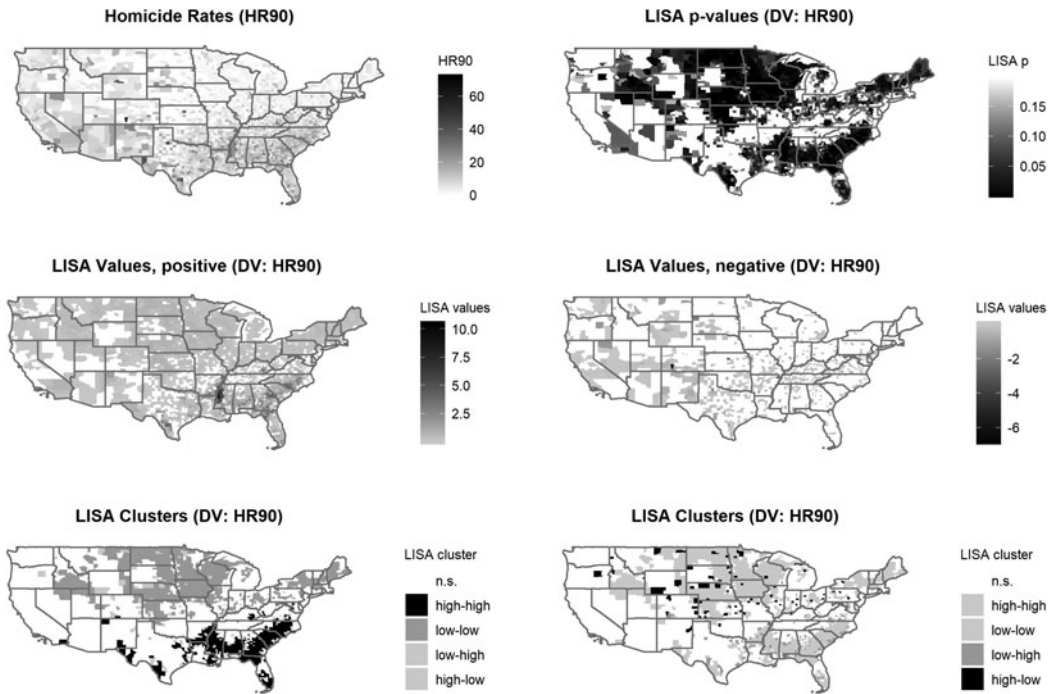 Homicide Rates (HR90)
HR90
60
40
20
0
LISA p-values (DV: HR90)
LISA p
0.15
0.10
0.05
LISA Values, positive (DV: HR90)
LISA values
10.0
7.5
5.0
2.5
LISA Values, negative (DV: HR90)
LISA values
-2
-4
-6
LISA Clusters (DV: HR90)
LISA cluster
n.s.
high-high
low-low
low-high
high-low
LISA Clusters (DV: HR90)
LISA cluster
n.s.
high-high
low-low
low-high
high-low